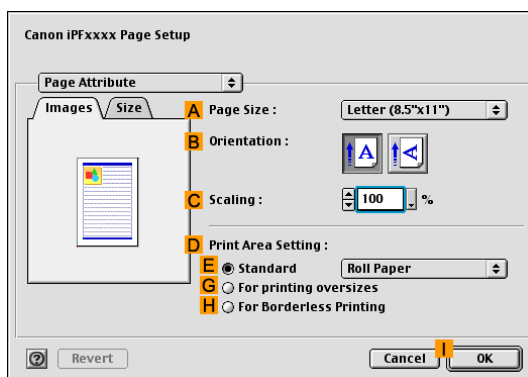 Canon iPFxxxx Page Setup
Page Attribute
Images Size
A Page Size : Letter (8.5"x11")
B Orientation : A A
C Scaling : 100 %
D Print Area Setting :
E Standard Roll Paper
G For printing oversizes
H For Borderless Printing
? Revert Cancel I OK